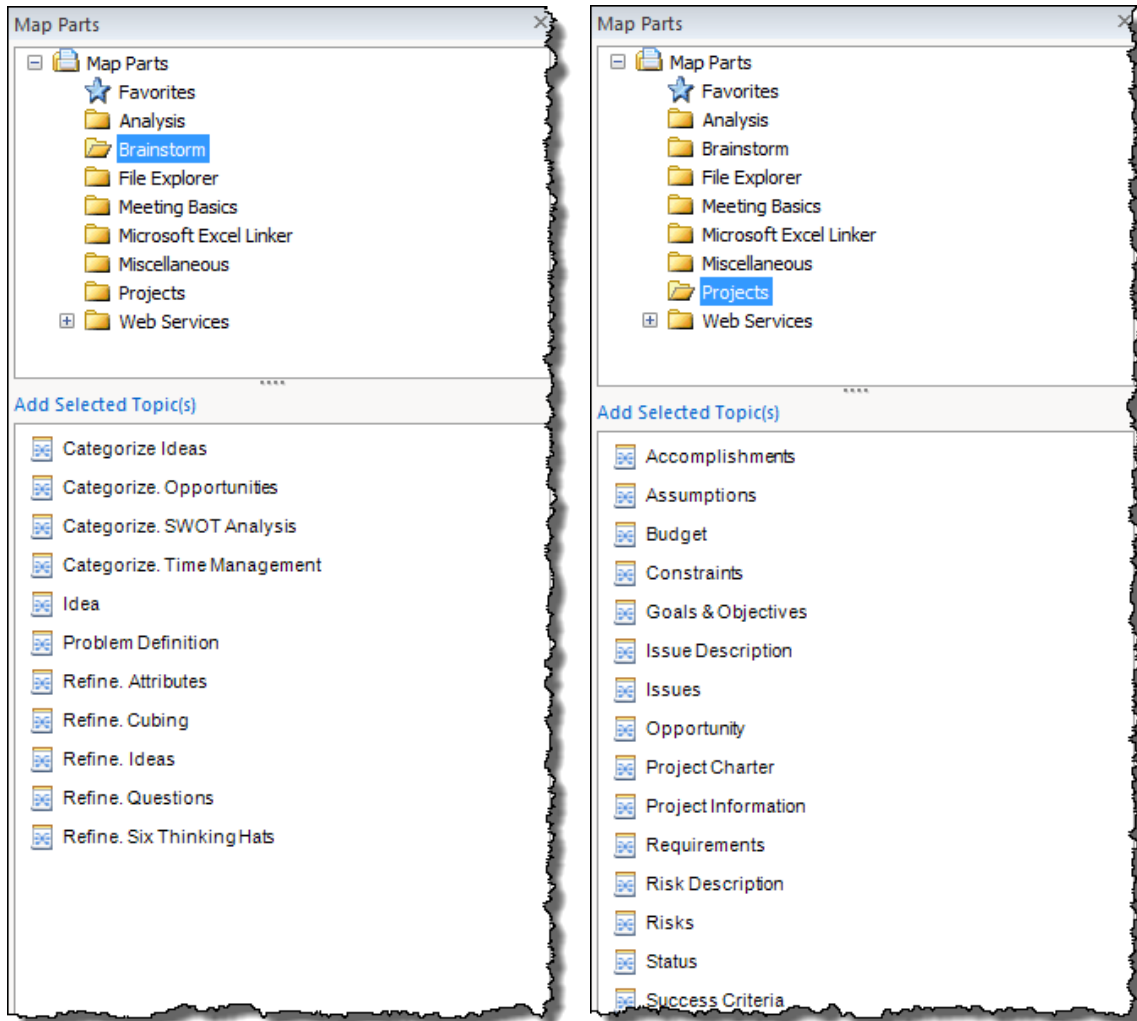 Map Parts
Map Parts
Favorites
Analysis
Brainstorm
File Explorer
Meeting Basics
Microsoft Excel Linker
Miscellaneous
Projects
Web Services
Add Selected Topic(s)
Categorize Ideas
Categorize. Opportunities
Categorize. SWOT Analysis
Categorize. Time Management
Idea
Problem Definition
Refine. Attributes
Refine. Cubing
Refine. Ideas
Refine. Questions
Refine. Six Thinking Hats
Map Parts
Map Parts
Favorites
Analysis
Brainstorm
File Explorer
Meeting Basics
Microsoft Excel Linker
Miscellaneous
Projects
Web Services
Add Selected Topic(s)
Accomplishments
Assumptions
Budget
Constraints
Goals & Objectives
Issue Description
Issues
Opportunity
Project Charter
Project Information
Requirements
Risk Description
Risks
Status
Success Criteria